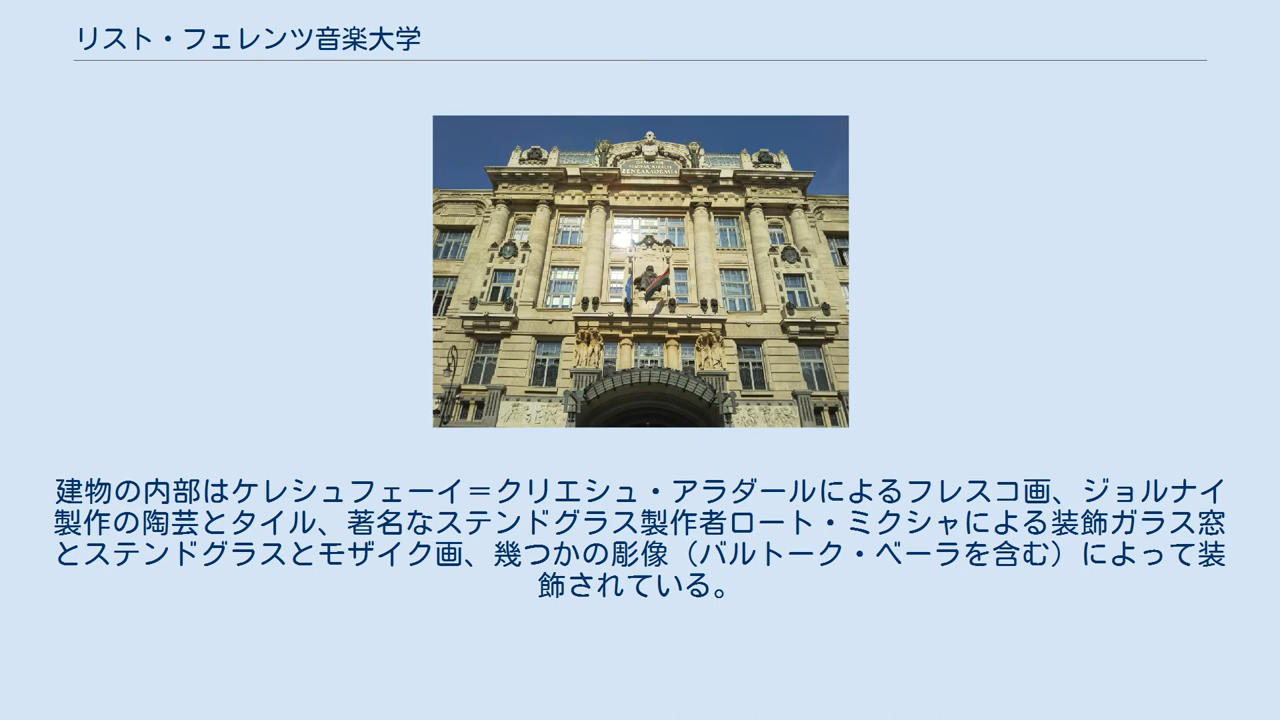 リスト・フェレンツ音楽大学
ZENEAKADEMIA
建物の内部はケレシュフェーイ＝クリエシュ・アラダールによるフレスコ画、ジョルナイ
製作の陶芸とタイル、著名なステンドグラス製作者ロート・ミクシャによる装飾ガラス窓
とステンドグラスとモザイク画、幾つかの彫像（バルトーク・ベーラを含む）によって装
飾されている。